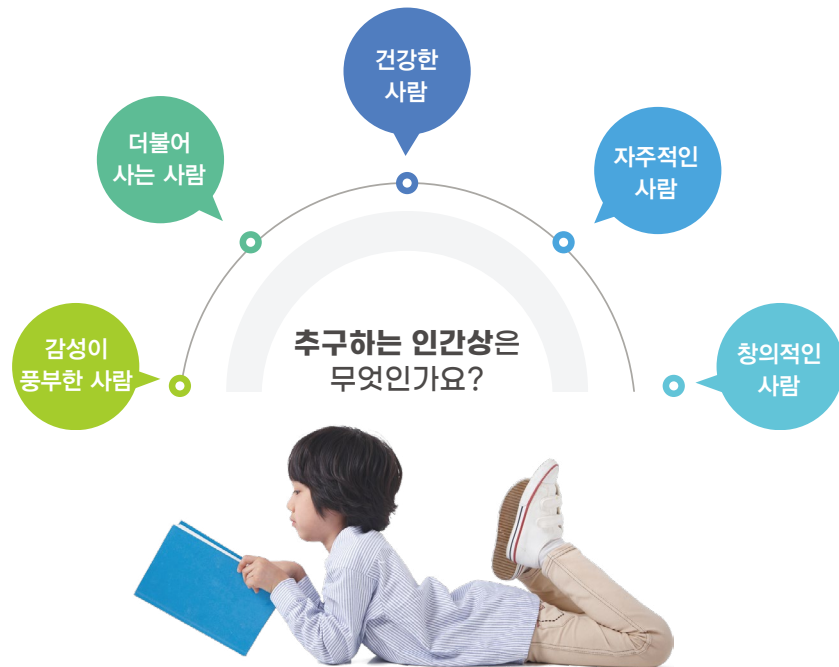 건강한
사람
더불어
사는 사람
자주적인
사람
감성이
풍부한 사람
추구하는 인간상은
무엇인가요?
창의적인
사람